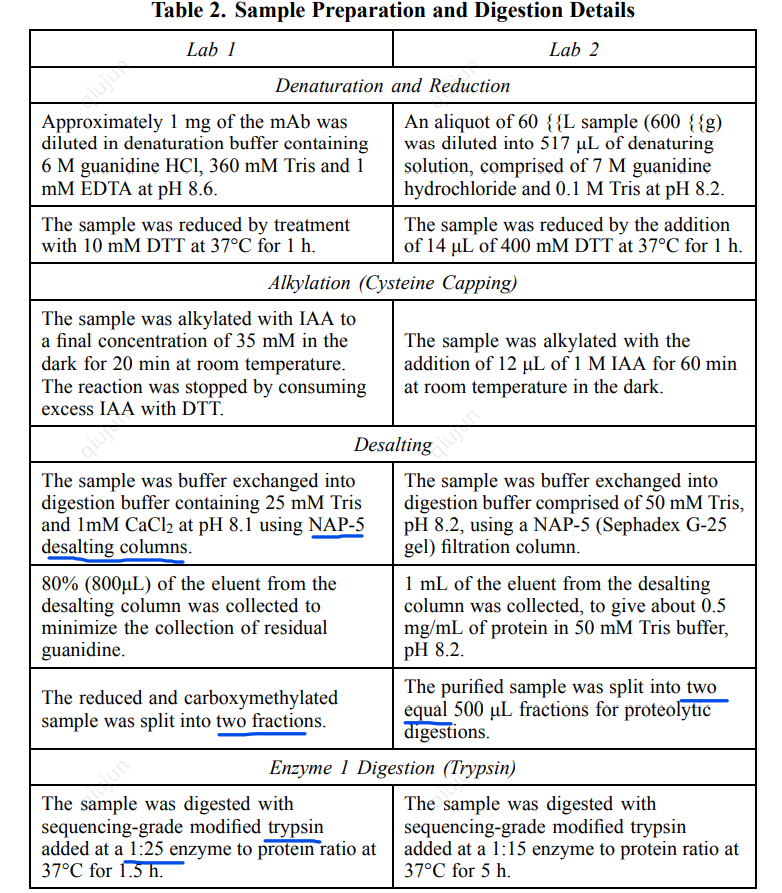 Table 2. Sample Preparation and Digestion Details
Lab 1
Lab 2
Denaturation and Reduction
Approximately 1 mg of the mAb was
diluted in denaturation buffer containing
6 M guanidine HCl, 360 mM Tris and 1
mM EDTA at pH 8.6.
An aliquot of 60 {{L sample (600 {{g)
was diluted into 517 μL of denaturing
solution, comprised of 7 M guanidine
hydrochloride and 0.1 M Tris at pH 8.2.
The sample was reduced by treatment
with 10 mM DTT at 37°C for 1 h.
The sample was reduced by the addition
of 14 μL of 400 mM DTT at 37°C for 1 h.
Alkylation (Cysteine Capping)
The sample was alkylated with IAA to
a final concentration of 35 mM in the
dark for 20 min at room temperature.
The reaction was stopped by consuming
excess IAA with DTT.
The sample was alkylated with the
addition of 12 μL of 1 M IAA for 60 min
at room temperature in the dark.
Desalting
The sample was buffer exchanged into
digestion buffer containing 25 mM Tris
and 1mM CaCl₂ at pH 8.1 using NAP-5
desalting columns.
The sample was buffer exchanged into
digestion buffer comprised of 50 mM Tris,
pH 8.2, using a NAP-5 (Sephadex G-25
gel) filtration column.
80% (800μL) of the eluent from the
desalting column was collected to
minimize the collection of residual
guanidine.
1 mL of the eluent from the desalting
column was collected, to give about 0.5
mg/mL of protein in 50 mM Tris buffer,
pH 8.2.
The reduced and carboxymethylated
sample was split into two fractions.
The purified sample was split into two
equal 500 μL fractions for proteolytic
digestions.
Enzyme 1 Digestion (Trypsin)
The sample was digested with
sequencing-grade modified trypsin
added at a 1:25 enzyme to protein ratio at
37°C for 1.5 h.
The sample was digested with
sequencing-grade modified trypsin
added at a 1:15 enzyme to protein ratio at
37°C for 5 h.
qiujun
qiujun
qiujun
qiujun